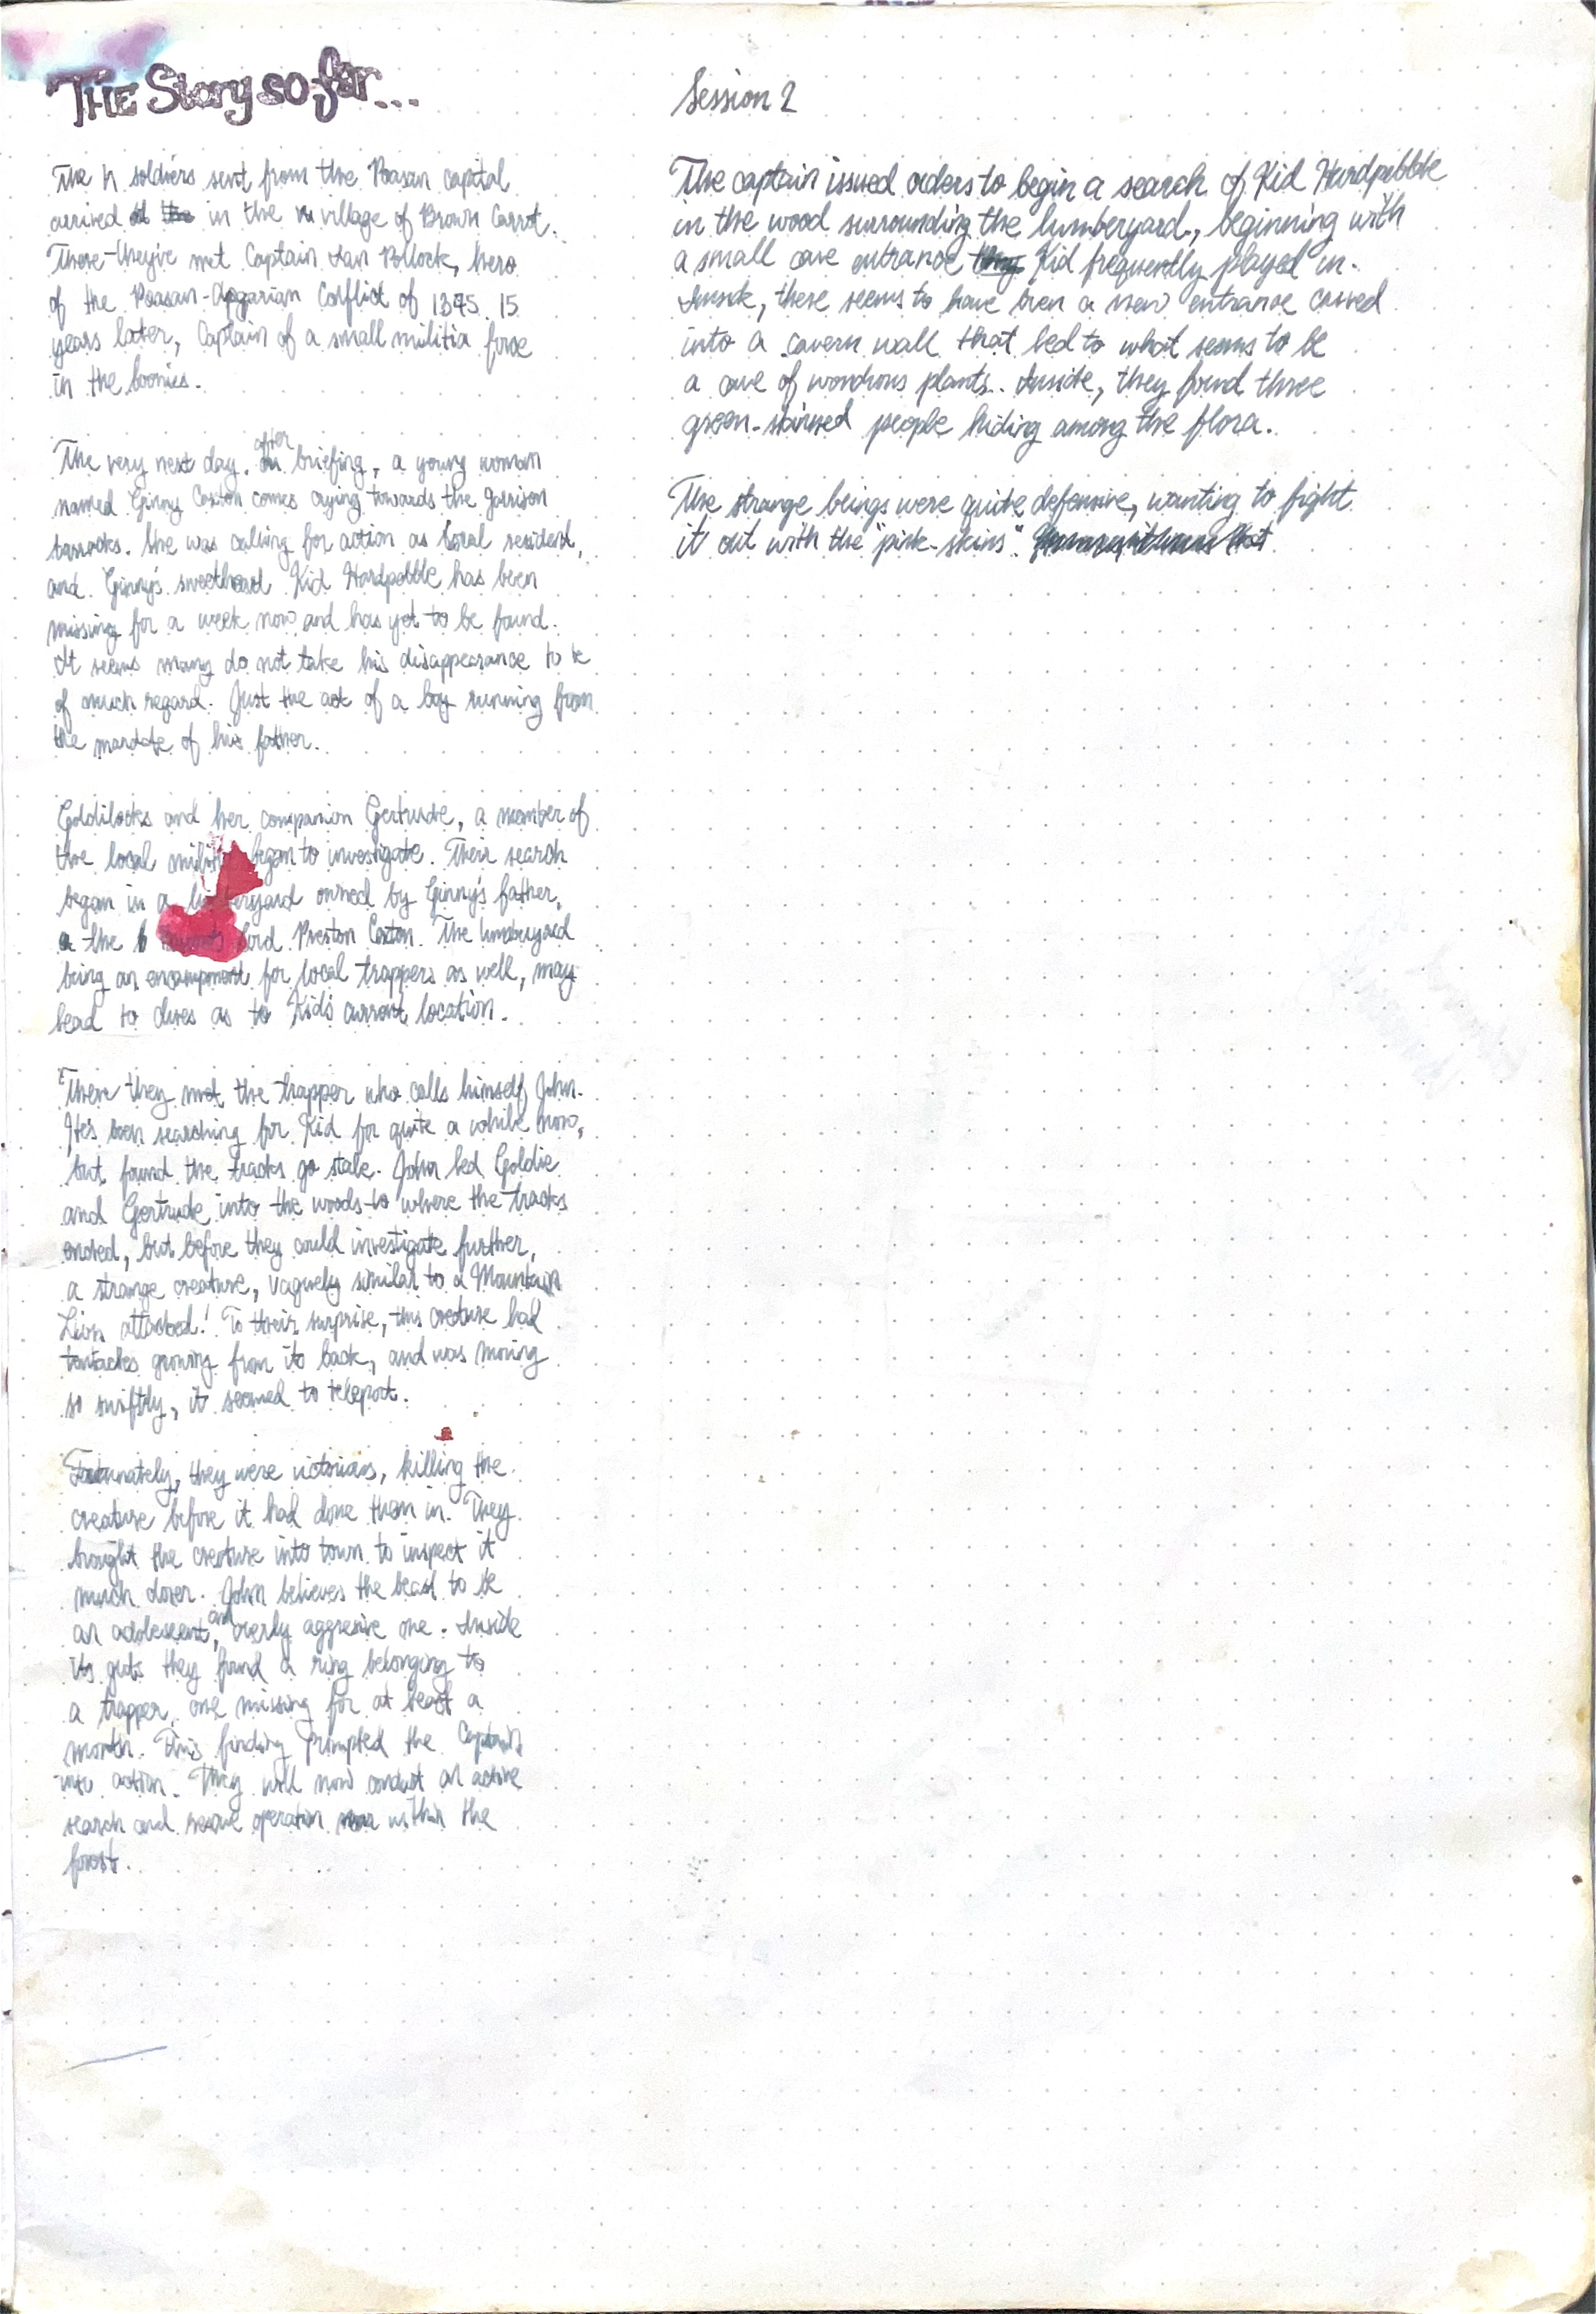 THE Story so far...
The soldiers sent from the Poasan capital
arrived in the village of Brown Carrot.
There they've met Captain Ian Pollock, hero
of the Poasan-Apgarian Conflict of 1345. 15
years later, Captain of a small militia force
in the boonies.
The very next day, after briefing, a young woman
named Ginny Caxton comes crying towards the garrison
barracks. She was calling for action as local resident,
and Ginny's sweetheart Kid Hardpebble has been
missing for a week now and has yet to be found.
It seems many do not take his disappearance to be
of much regard. Just the act of a boy running from
the mandate of his father.
Goldilocks and her companion Gertrude, a member of
the local militia began to investigate. Their search
began in a lumberyard owned by Ginny's father,
the lord Preston Caxton. The lumberyard
being an encampment for local trappers as well, may
lead to clues as to Kid's current location.
There they met the trapper who calls himself John.
He's been searching for Kid for quite a while now,
but found the tracks go stale. John led Goldie
and Gertrude into the woods to where the tracks
ended, but before they could investigate further,
a strange creature, vaguely similar to a Mountain
Lion attacked! To their surprise, this creature had
tentacles growing from its back, and was moving
so swiftly, it seemed to teleport.
Fortunately, they were victorious, killing the
creature before it had done them in. They
brought the creature into town to inspect it
much closer. John believes the beast to be
an adolescent, and overly aggresive one. Inside
its guts they found a ring belonging to
a trapper, one missing for at least a
month. This finding prompted the Captain
into action. They will now conduct an active
search and rescue operation within the
forest.
Session 2
The captain issued orders to begin a search of Kid Hardpebble
in the wood surrounding the lumberyard, beginning with
a small cave entrance Kid frequently played in.
Inside, there seems to have been a new entrance carved
into a cavern wall that led to what seems to be
a cave of wondrous plants. Inside, they found three
green-skinned people hiding among the flora.
The strange beings were quite defensive, wanting to fight
it out with the "pink-skins".